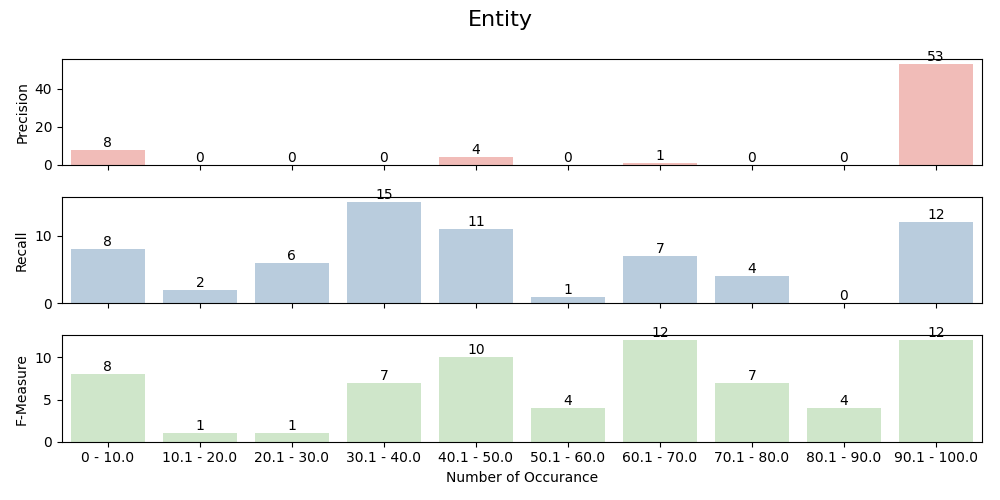 Entity
Precision
40
20
0
8
0
0
0
4
0
1
0
0
53
Recall
10
0
8
2
6
15
11
1
7
4
0
12
F-Measure
10
5
0
8
1
1
7
10
4
12
7
4
12
0 - 10.0
10.1 - 20.0
20.1 - 30.0
30.1 - 40.0
40.1 - 50.0
50.1 - 60.0
60.1 - 70.0
70.1 - 80.0
80.1 - 90.0
90.1 - 100.0
Number of Occurance